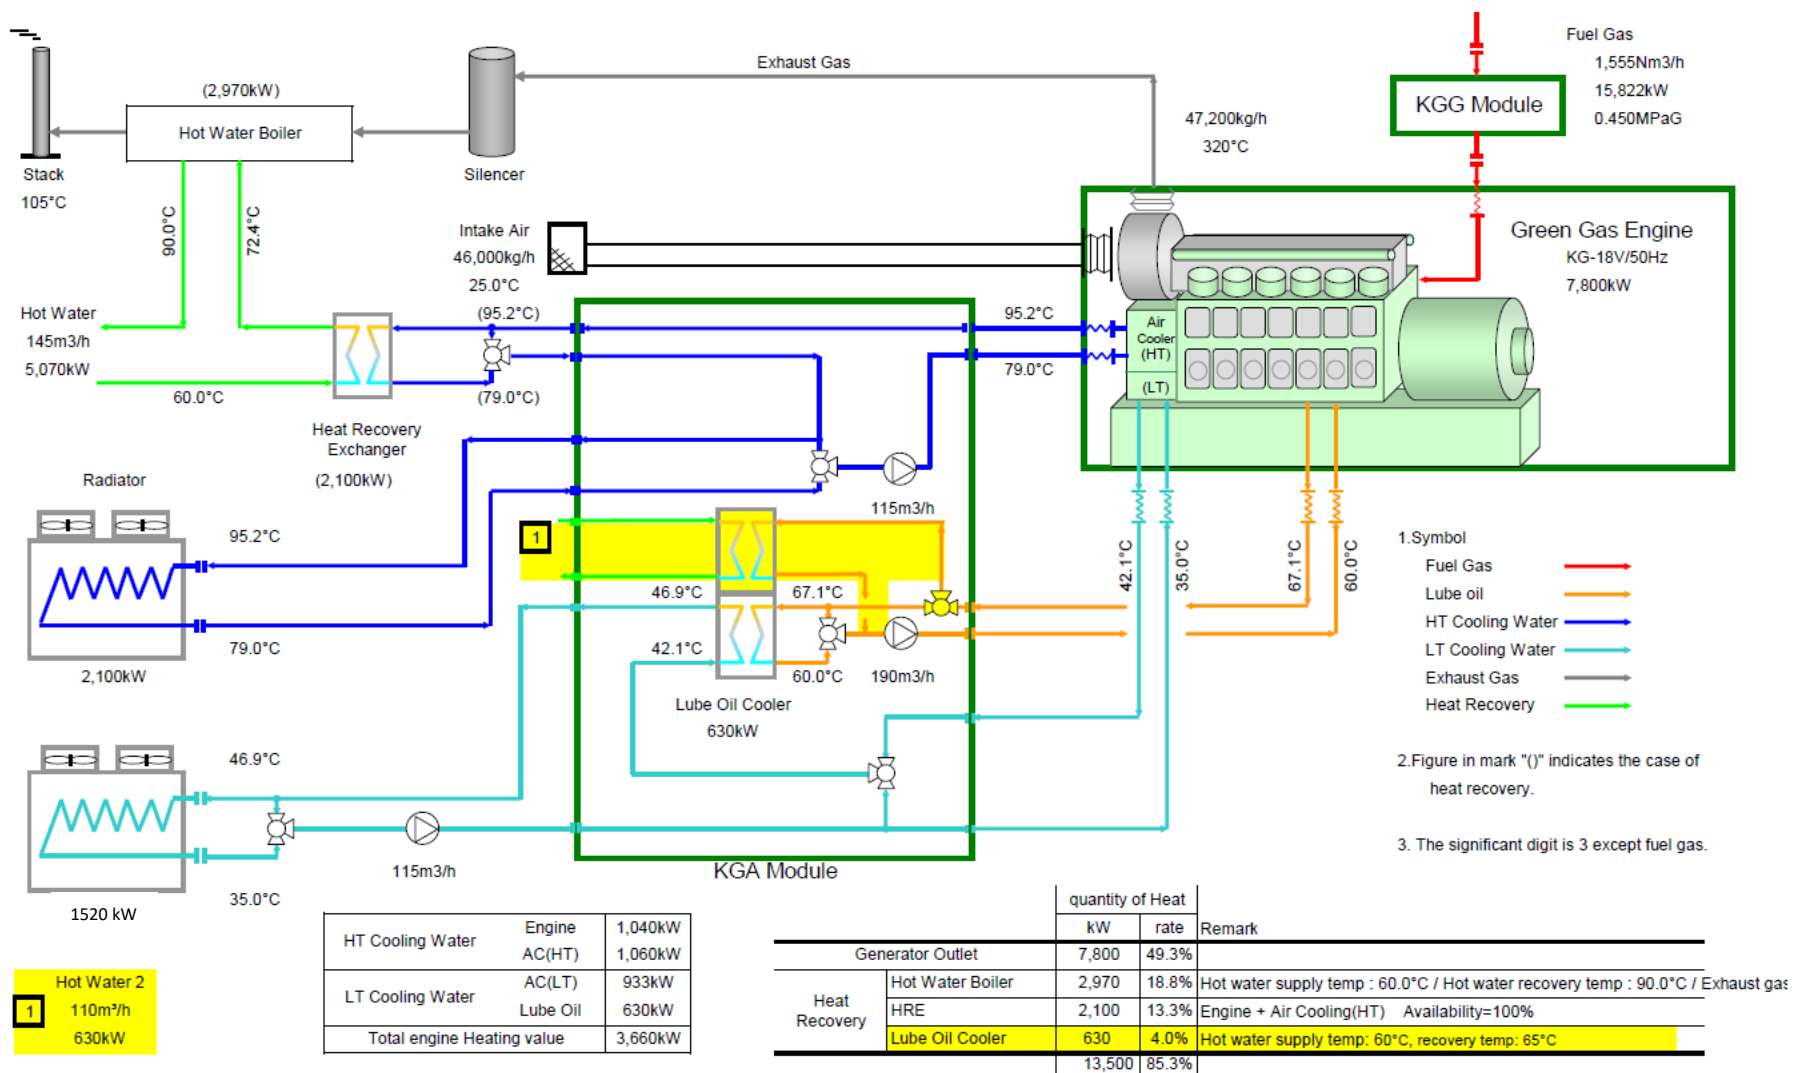 Exhaust Gas
Fuel Gas
1,555Nm3/h
15,822kW
0.450MPaG
KGG Module
(2,970kW)
Hot Water Boiler
47,200kg/h
320°C
Stack
105°C
Silencer
90.0°C
72.4°C
Intake Air
46,000kg/h
25.0°C
(95.2°C)
Green Gas Engine
KG-18V/50Hz
7,800kW
Hot Water
145m3/h
5,070kW
60.0°C
(79.0°C)
95.2°C
79.0°C
Air
Cooler
(HT)
(LT)
Heat Recovery
Exchanger
(2,100kW)
Radiator
95.2°C
79.0°C
2,100kW
115m3/h
1
46.9°C
67.1°C
42.1°C
60.0°C
190m3/h
Lube Oil Cooler
630kW
42.1°C
35.0°C
67.1°C
60.0°C
1.Symbol
Fuel Gas
Lube oil
HT Cooling Water
LT Cooling Water
Exhaust Gas
Heat Recovery
2.Figure in mark "()" indicates the case of
heat recovery.
3. The significant digit is 3 except fuel gas.
46.9°C
35.0°C
1520 kW
115m3/h
KGA Module
Hot Water 2
1
110m³/h
630kW
HT Cooling Water Engine 1,040kW
AC(HT) 1,060kW
LT Cooling Water AC(LT) 933kW
Lube Oil 630kW
Total engine Heating value 3,660kW
quantity of Heat
kW rate Remark
Generator Outlet 7,800 49.3%
Heat Recovery
Hot Water Boiler 2,970 18.8% Hot water supply temp : 60.0°C / Hot water recovery temp : 90.0°C / Exhaust gas
HRE 2,100 13.3% Engine + Air Cooling(HT) Availability=100%
Lube Oil Cooler 630 4.0% Hot water supply temp: 60°C, recovery temp: 65°C
13,500 85.3%